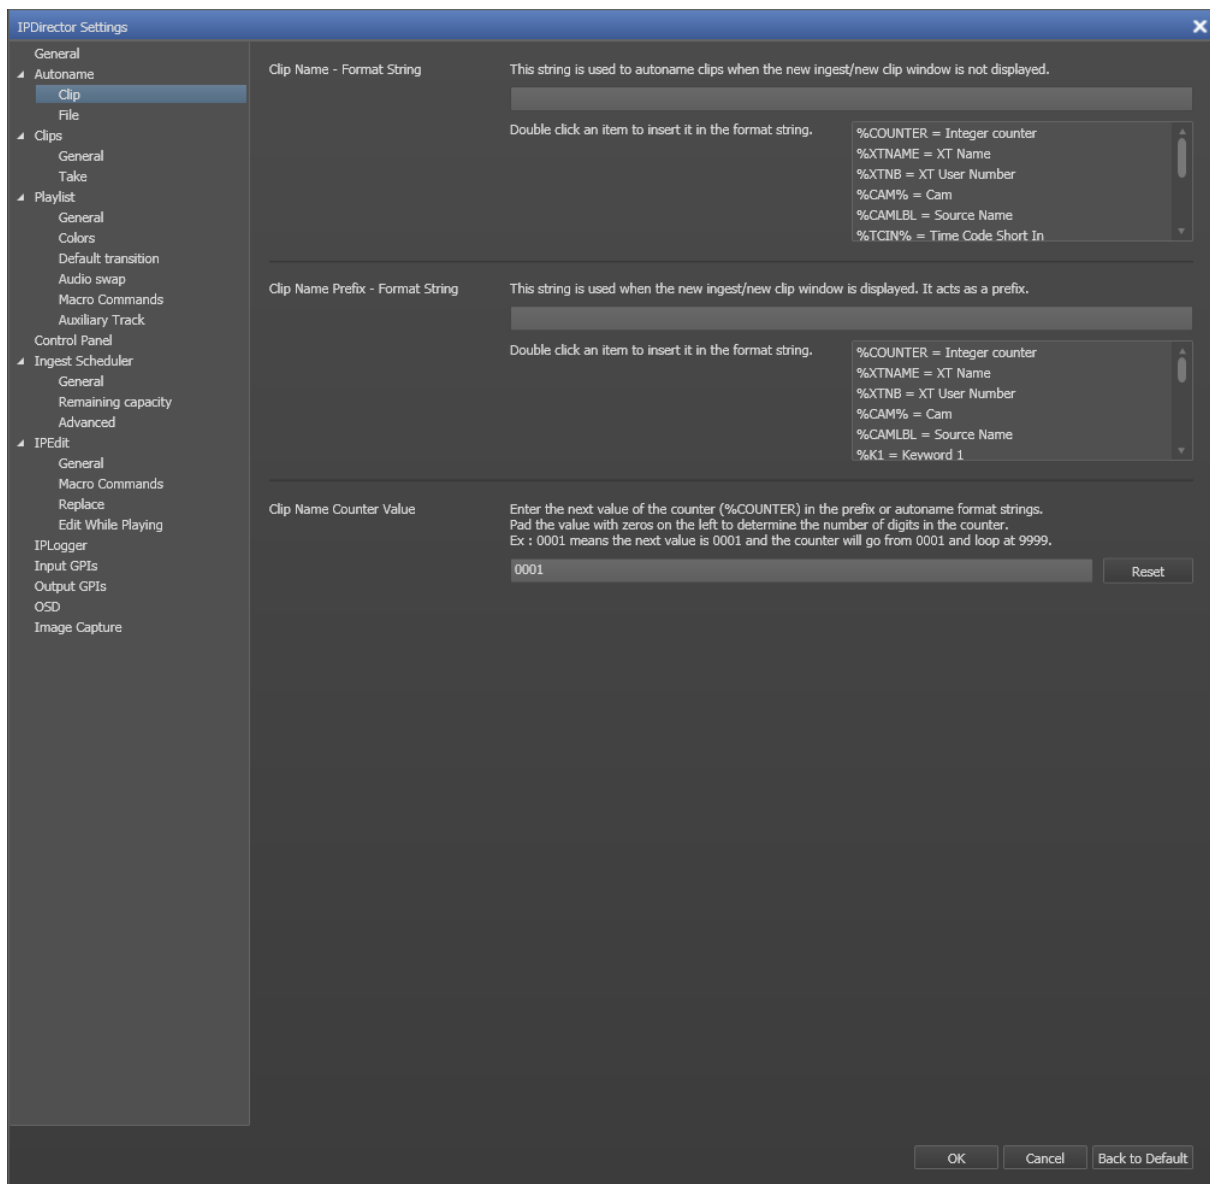 IPDirector Settings
General
Autoname
Clip
File
Clips
General
Take
Playlist
General
Colors
Default transition
Audio swap
Macro Commands
Auxiliary Track
Control Panel
Ingest Scheduler
General
Remaining capacity
Advanced
IPEdit
General
Macro Commands
Replace
Edit While Playing
IPLogger
Input GPIs
Output GPIs
OSD
Image Capture
Clip Name - Format String
This string is used to autoname clips when the new ingest/new clip window is not displayed.
Double click an item to insert it in the format string.
%COUNTER = Integer counter
%XTNAME = XT Name
%XTNB = XT User Number
%CAM% = Cam
%CAMLBL = Source Name
%TCIN% = Time Code Short In
Clip Name Prefix - Format String
This string is used when the new ingest/new clip window is displayed. It acts as a prefix.
Double click an item to insert it in the format string.
%COUNTER = Integer counter
%XTNAME = XT Name
%XTNB = XT User Number
%CAM% = Cam
%CAMLBL = Source Name
%K1 = Keyword 1
Clip Name Counter Value
Enter the next value of the counter (%COUNTER) in the prefix or autoname format strings.
Pad the value with zeros on the left to determine the number of digits in the counter.
Ex : 0001 means the next value is 0001 and the counter will go from 0001 and loop at 9999.
0001
Reset
OK
Cancel
Back to Default